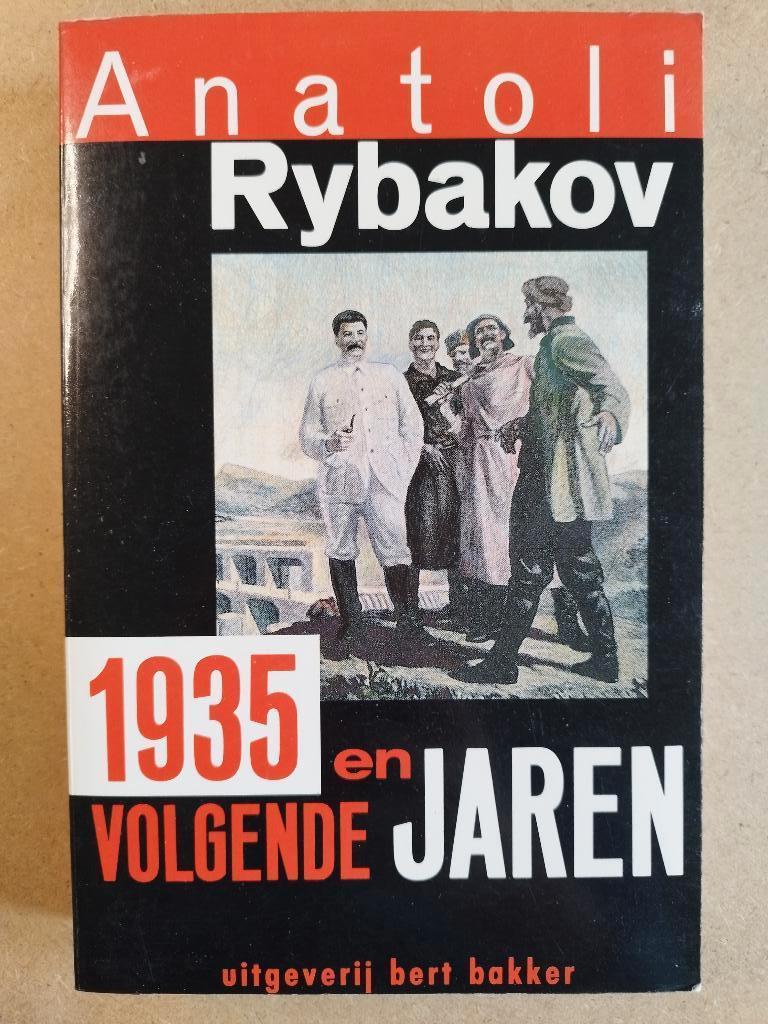 Anatoli
Rybakov
1935 en
VOLGENDE JAREN
uitgeverij bert bakker